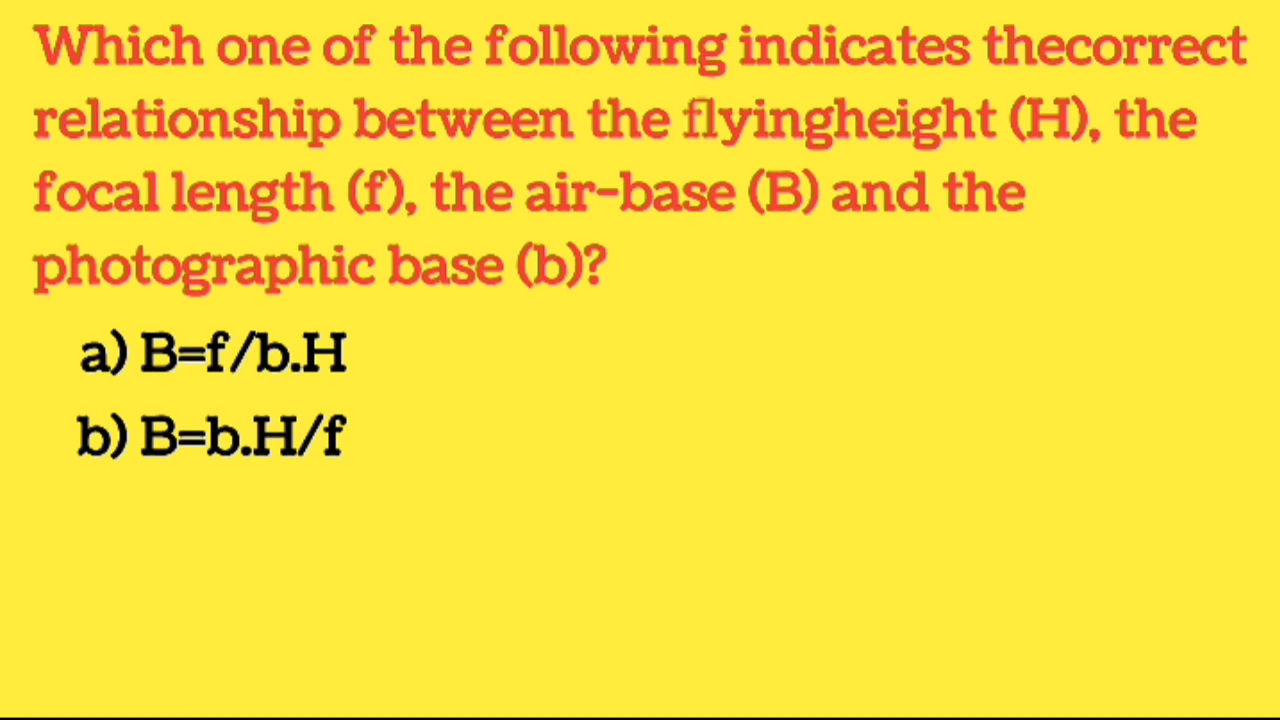 Which one of the following indicates thecorrect
relationship between the flyingheight (H), the
focal length (f), the air-base (B) and the
photographic base (b)?
a) B=f/b.H
b) B=b.H/f